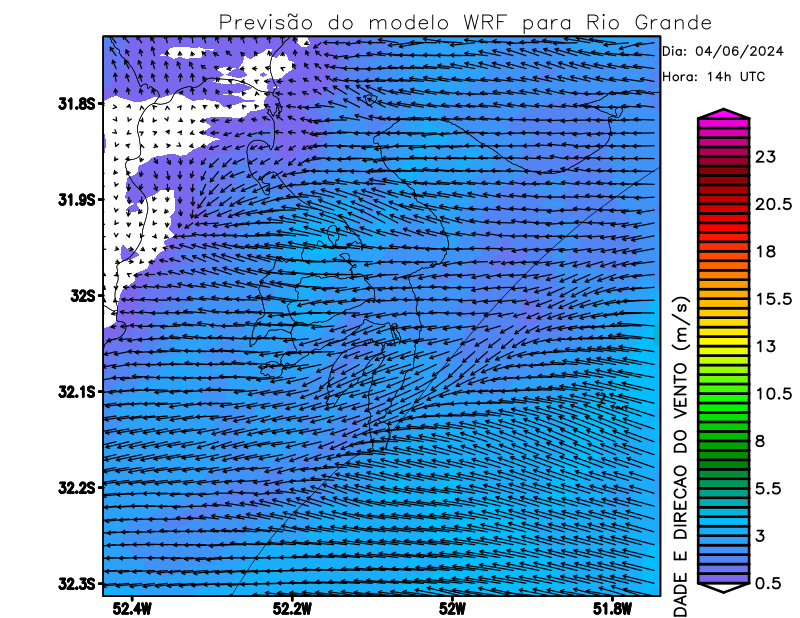 Previsão do modelo WRF para Rio Grande
Dia: 04/06/2024
Hora: 14h UTC
31.8S
31.9S
32S
32.1S
32.2S
32.3S
52.4W
52.2W
52W
51.8W
23
20.5
18
15.5
13
10.5
8
5.5
3
0.5
DADE E DIRECAO DO VENTO (m/s)